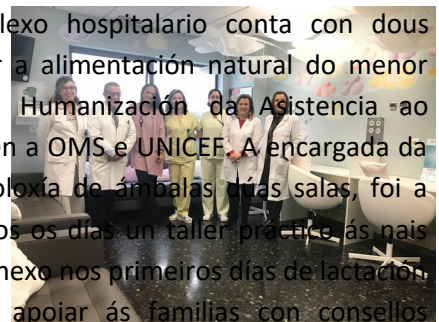 lexo hospitalario conta con dous
r a alimentación natural do menor
Humanización da Asistencia ao
n a OMS e UNICEF. A encargada da
oloxía de ámbalas dúas salas, foi a
os os días un taller práctico ás nais
nexo nos primeiros días de lactación
apoiar ás familias con consellos